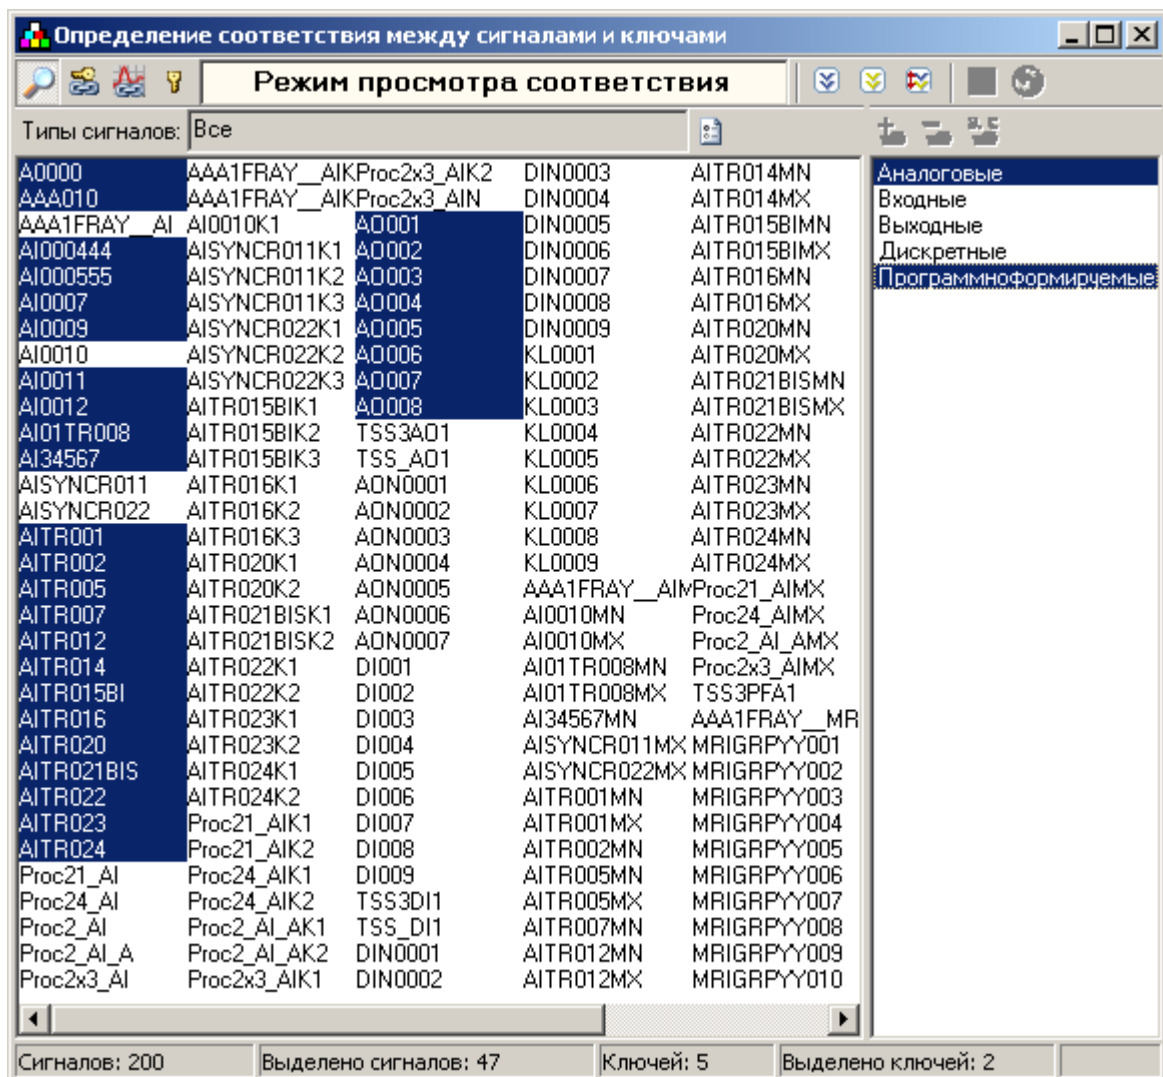 Определение соответствия между сигналами и ключами
Режим просмотра соответствия
Типы сигналов: Все
A0000 AAA1FRAY__AIK Proc2x3_AIK2 DIN0003 AITR014MN
AAA010 AAA1FRAY__AIK Proc2x3_AIN DIN0004 AITR014MX
AAA1FRAY__AI AI0010K1 AO001 DIN0005 AITR015BIMN
AI000444 AISYNCR011K1 AO002 DIN0006 AITR015BIMX
AI000555 AISYNCR011K2 AO003 DIN0007 AITR016MN
AI0007 AISYNCR011K3 AO004 DIN0008 AITR016MX
AI0009 AISYNCR022K1 AO005 DIN0009 AITR020MN
AI0010 AISYNCR022K2 AO006 KL0001 AITR020MX
AI0011 AISYNCR022K3 AO007 KL0002 AITR021BISMN
AI0012 AITR015BIK1 AO008 KL0003 AITR021BISMX
AI01TR008 AITR015BIK2 TSS3AO1 KL0004 AITR022MN
AI34567 AITR015BIK3 TSS_AO1 KL0005 AITR022MX
AISYNCR011 AITR016K1 AON0001 KL0006 AITR023MN
AISYNCR022 AITR016K2 AON0002 KL0007 AITR023MX
AITR001 AITR016K3 AON0003 KL0008 AITR024MN
AITR002 AITR020K1 AON0004 KL0009 AITR024MX
AITR005 AITR020K2 AON0005 AAA1FRAY__AIM Proc21_AIMX
AITR007 AITR021BISK1 AON0006 AI0010MN Proc24_AIMX
AITR012 AITR021BISK2 AON0007 AI0010MX Proc2_AI_AMX
AITR014 AITR022K1 DI001 AI01TR008MN Proc2x3_AIMX
AITR015BI AITR022K2 DI002 AI01TR008MX TSS3PFA1
AITR016 AITR023K1 DI003 AI34567MN AAA1FRAY__MR
AITR020 AITR023K2 DI004 AISYNCR011MX MRIGRPYY001
AITR021BIS AITR024K1 DI005 AISYNCR022MX MRIGRPYY002
AITR022 AITR024K2 DI006 AITR001MN MRIGRPYY003
AITR023 Proc21_AIK1 DI007 AITR001MX MRIGRPYY004
AITR024 Proc21_AIK2 DI008 AITR002MN MRIGRPYY005
Proc21_AI Proc24_AIK1 DI009 AITR005MN MRIGRPYY006
Proc24_AI Proc24_AIK2 TSS3DI1 AITR005MX MRIGRPYY007
Proc2_AI Proc2_AI_AK1 TSS_DI1 AITR007MN MRIGRPYY008
Proc2_AI_A Proc2_AI_AK2 DIN0001 AITR012MN MRIGRPYY009
Proc2x3_AI Proc2x3_AIK1 DIN0002 AITR012MX MRIGRPYY010
Аналоговые
Входные
Выходные
Дискретные
Программноформируемые
Сигналов: 200 Выделено сигналов: 47 Ключей: 5 Выделено ключей: 2